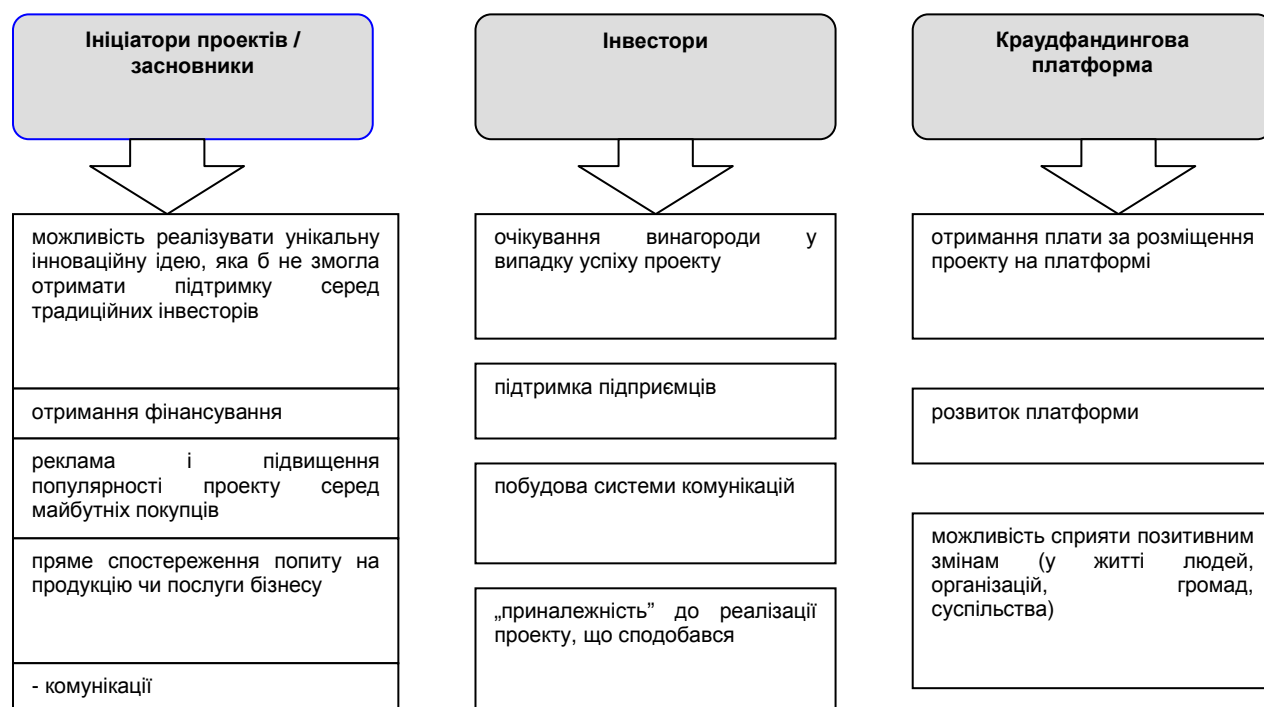 Ініціатори проектів /
засновники
можливість реалізувати унікальну
інноваційну ідею, яка б не змогла
отримати підтримку серед
традиційних інвесторів
отримання фінансування
реклама і підвищення
популярності проекту серед
майбутніх покупців
пряме спостереження попиту на
продукцію чи послуги бізнесу
- комунікації
Інвестори
очікування винагороди у
випадку успіху проекту
підтримка підприємців
побудова системи комунікацій
„приналежність” до реалізації
проекту, що сподобався
Краудфандингова
платформа
отримання плати за розміщення
проекту на платформі
розвиток платформи
можливість сприяти позитивним
змінам (у житті людей,
організацій, громад,
суспільства)